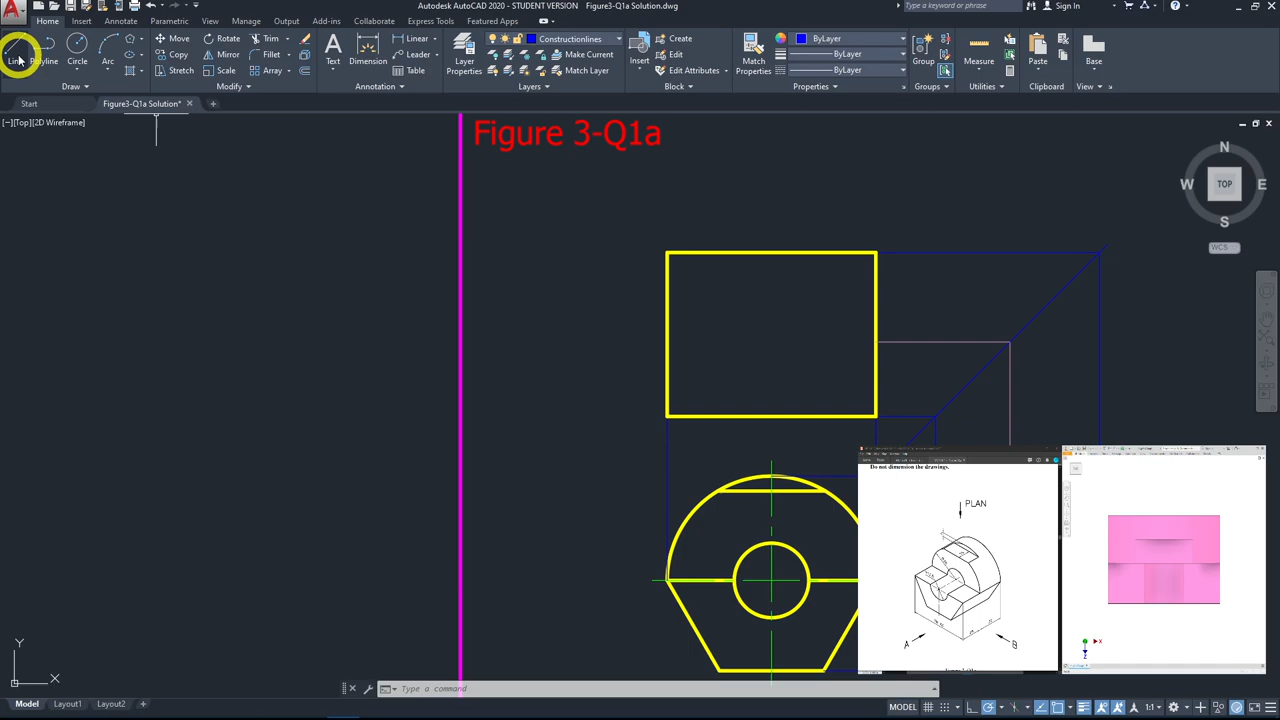 Autodesk AutoCAD 2020 - STUDENT VERSION Figure3-Q1a Solution.dwg
Type a keyword or phrase
Sign In
Home Insert Annotate Parametric View Manage Output Add-ins Collaborate Express Tools Featured Apps
Line Polyline Circle Arc
Move Rotate Trim
Copy Mirror Fillet
Stretch Scale Array
Text Dimension
Linear
Leader
Table
Layer Properties
Constructionlines
Make Current
Match Layer
Insert
Create
Edit
Edit Attributes
Match Properties
ByLayer
ByLayer
ByLayer
Group
Measure
Paste
Base
Draw Modify Annotation Layers Block Properties Groups Utilities Clipboard View
Start Figure3-Q1a Solution*
[-][Top][2D Wireframe]
Figure 3-Q1a
N
W TOP E
S
WCS
Do not dimension the drawings.
PLAN
A B
X
Z
Y
X
Type a command
Model Layout1 Layout2
MODEL 1:1